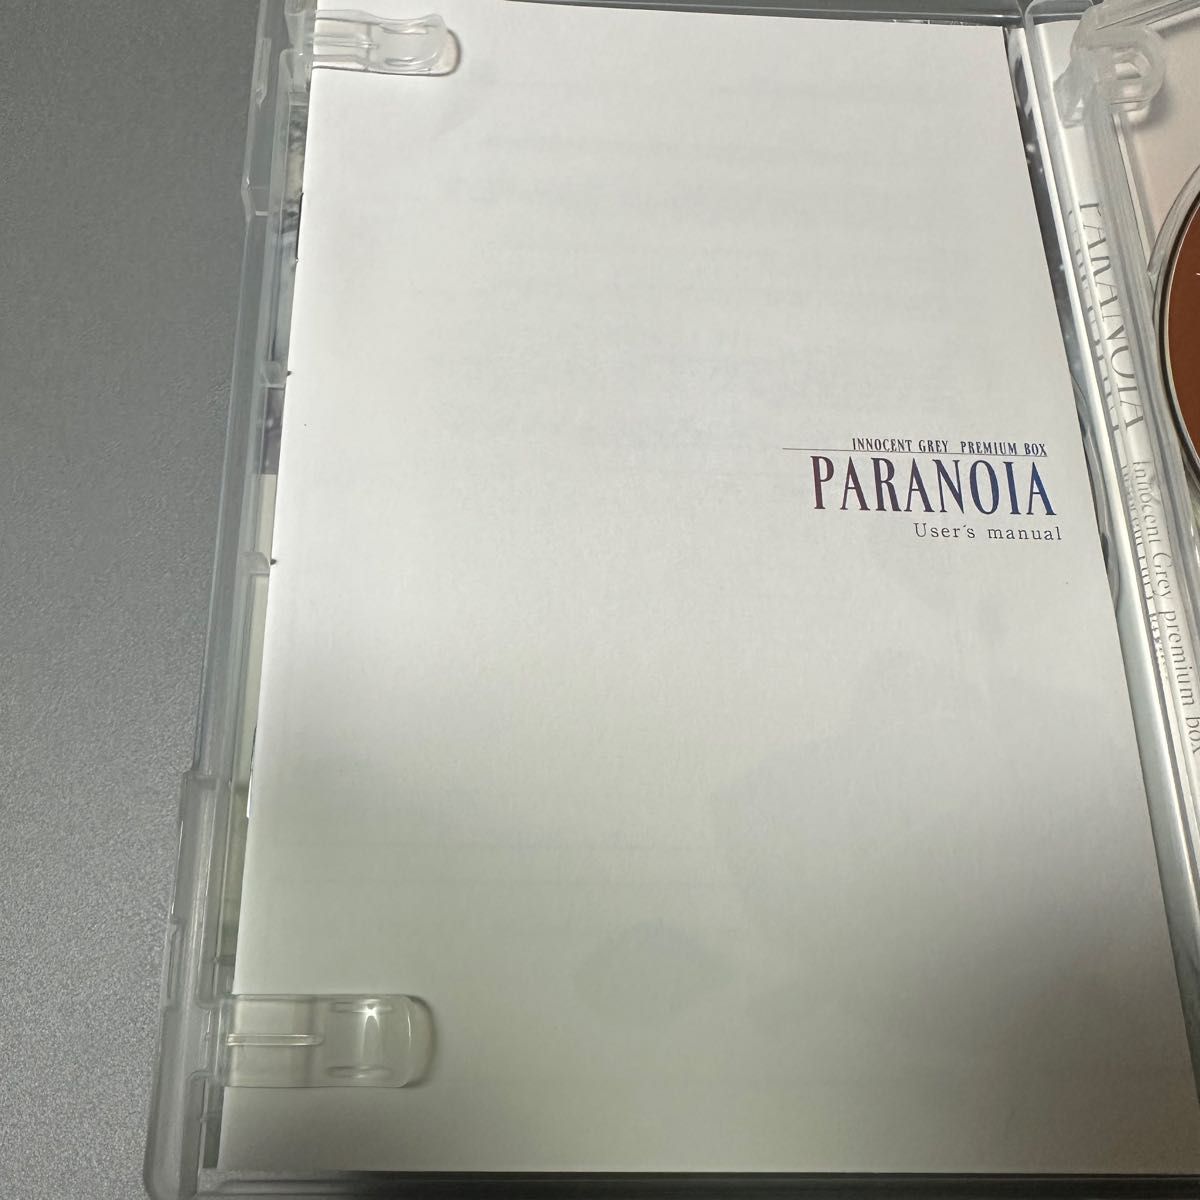 INNOCENT GREY PREMIUM BOX
PARANOIA
User's manual
PARANOIA
Innocent Grey premium box